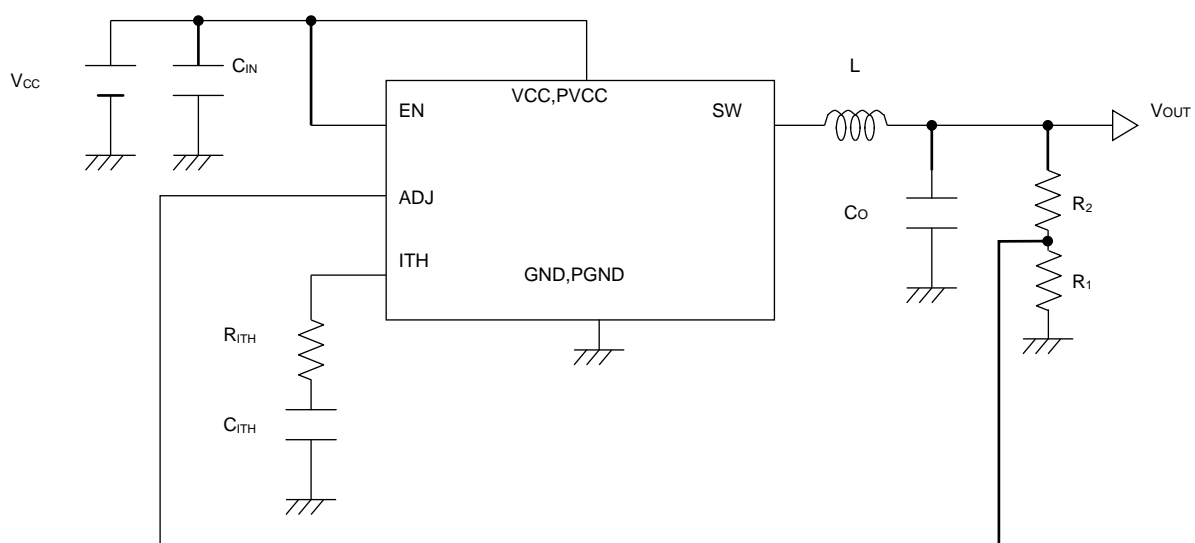 VCC
CIN
EN
VCC,PVCC
SW
L
VOUT
ADJ
CO
R2
ITH
GND,PGND
R1
RITH
CITH